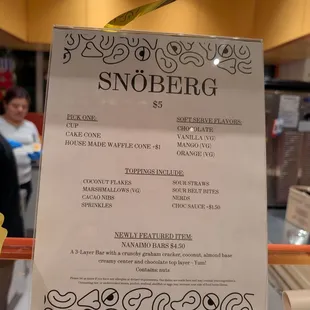 SNÖBERG
$5
PICK ONE:
CUP
CAKE CONE
HOUSE MADE WAFFLE CONE +$1
SOFT SERVE FLAVORS:
CHOCOLATE
VANILLA (VG)
MANGO (VG)
ORANGE (VG)
TOPPINGS INCLUDE:
COCONUT FLAKES
MARSHMALLOWS (VG)
CACAO NIBS
SPRINKLES
SOUR STRAWS
SOUR BELT BITES
NERDS
CHOC SAUCE +$1.50
NEWLY FEATURED ITEM:
NANAIMO BARS $4.50
A 3-Layer Bar with a crunchy graham cracker, coconut, almond base
creamy center and chocolate top layer - Yum!
Contains nuts